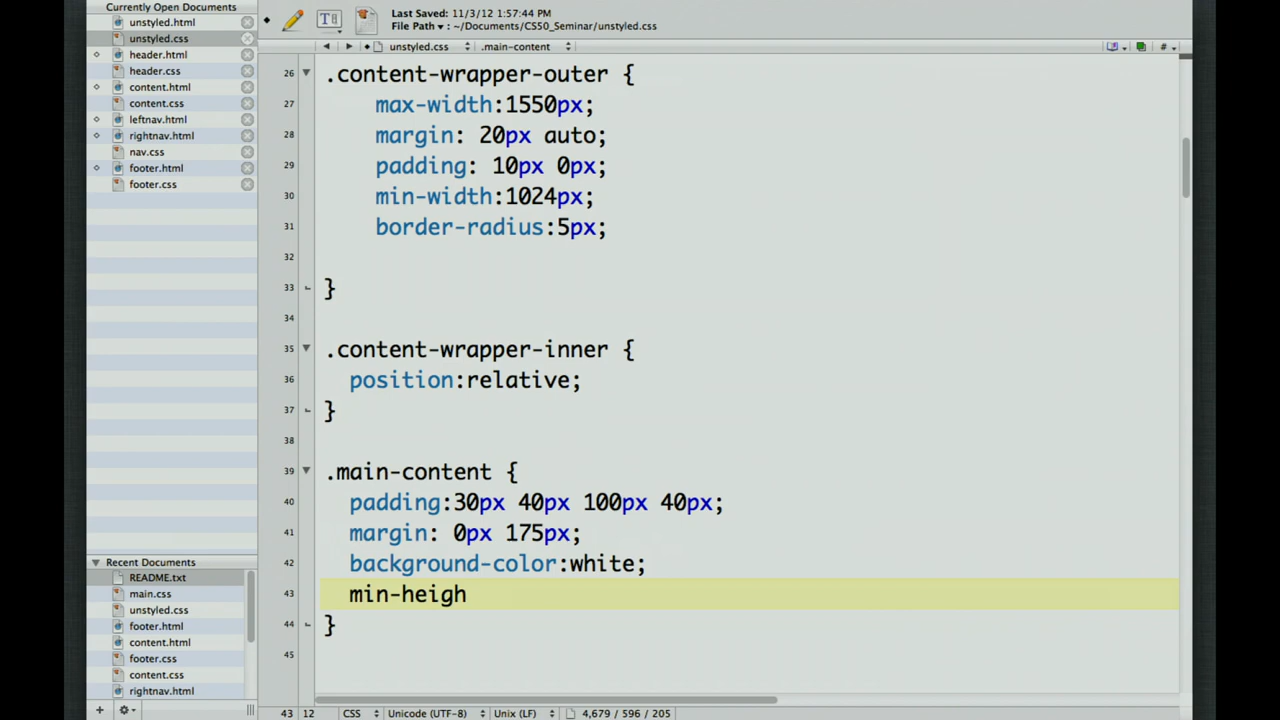 Currently Open Documents
unstyled.html
unstyled.css
header.html
header.css
content.html
content.css
leftnav.html
rightnav.html
nav.css
footer.html
footer.css
Recent Documents
README.txt
main.css
unstyled.css
footer.html
content.html
footer.css
content.css
rightnav.html
T
Last Saved: 11/3/12 1:57:44 PM
File Path ▾ : ~/Documents/CS50_Seminar/unstyled.css
unstyled.css .main-content #
26 .content-wrapper-outer {
27 max-width:1550px;
28 margin: 20px auto;
29 padding: 10px 0px;
30 min-width:1024px;
31 border-radius:5px;
32
33 }
34
35 .content-wrapper-inner {
36 position:relative;
37 }
38
39 .main-content {
40 padding:30px 40px 100px 40px;
41 margin: 0px 175px;
42 background-color:white;
43 min-heigh
44 }
45
43 12 CSS Unicode (UTF-8) Unix (LF) 4,679 / 596 / 205